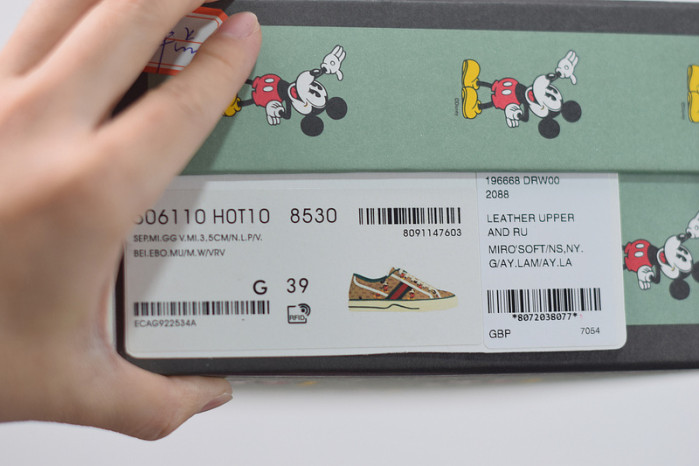 606110 HOT10 8530
SEP.MI.GG V.MI.3,5CM/N.L.P/V.
BEI.EBO.MU/M.W/VRV
8091147603
G 39
RFID
ECAG922534A
196668 DRW00
2088
LEATHER UPPER
AND RU
MIRO'SOFT/NS,NY.
G/AY.LAM/AY.LA
*8072038077*
GBP 7054